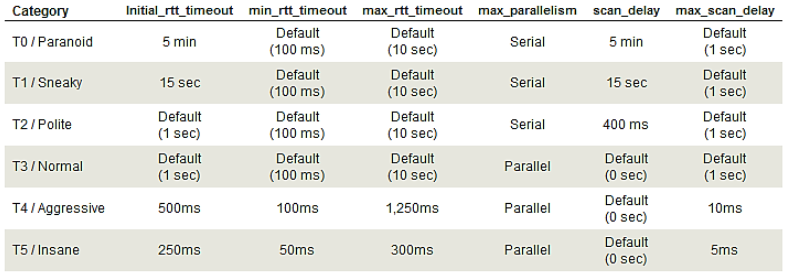 Category Initial_rtt_timeout min_rtt_timeout max_rtt_timeout max_parallelism scan_delay max_scan_delay
T0 / Paranoid 5 min Default (100 ms) Default (10 sec) Serial 5 min Default (1 sec)
T1 / Sneaky 15 sec Default (100 ms) Default (10 sec) Serial 15 sec Default (1 sec)
T2 / Polite Default (1 sec) Default (100 ms) Default (10 sec) Serial 400 ms Default (1 sec)
T3 / Normal Default (1 sec) Default (100 ms) Default (10 sec) Parallel Default (0 sec) Default (1 sec)
T4 / Aggressive 500ms 100ms 1,250ms Parallel Default (0 sec) 10ms
T5 / Insane 250ms 50ms 300ms Parallel Default (0 sec) 5ms